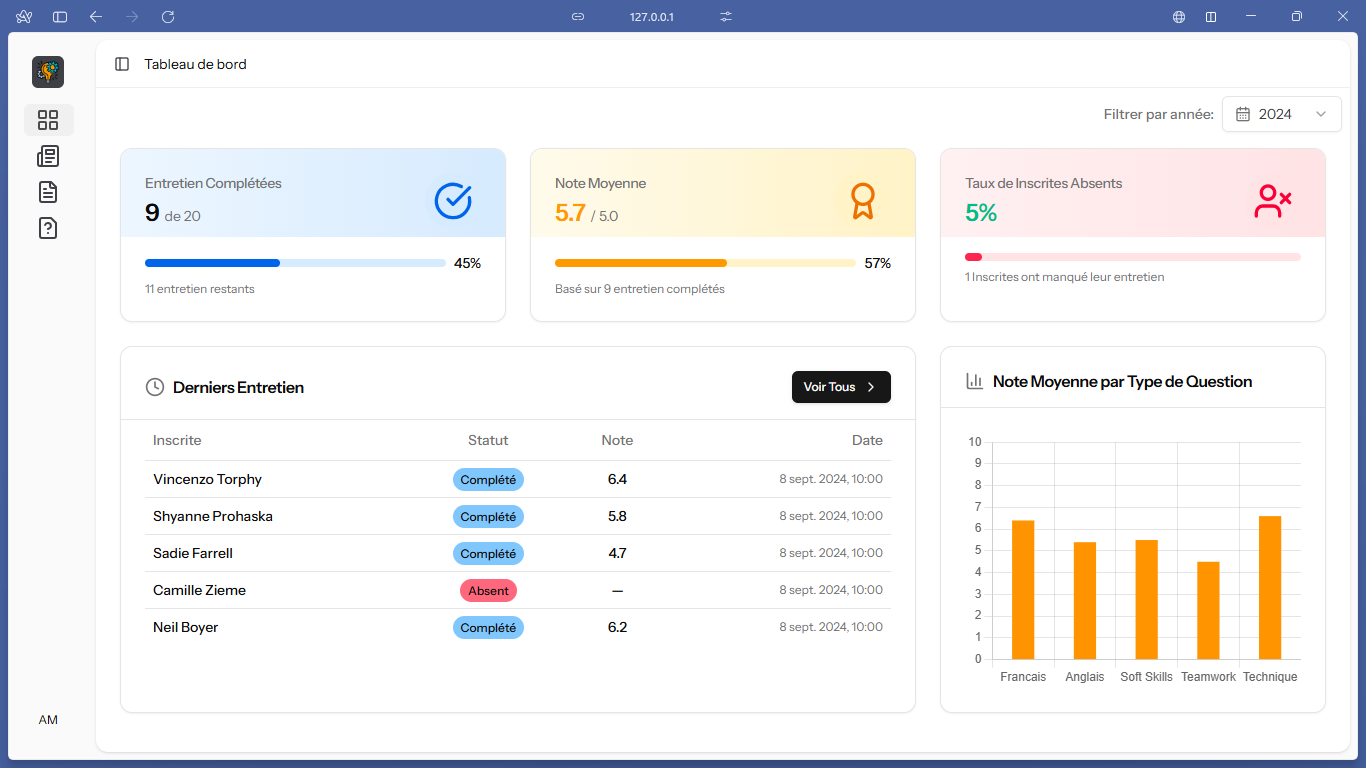 127.0.0.1
Tableau de bord
Filtrer par année: 2024
Entretien Complétées
9 de 20
45%
11 entretien restants
Note Moyenne
5.7 / 5.0
57%
Basé sur 9 entretien complétés
Taux de Inscrites Absents
5%
1 Inscrites ont manqué leur entretien
Derniers Entretien
Voir Tous
Inscrite Statut Note Date
Vincenzo Torphy Complété 6.4 8 sept. 2024, 10:00
Shyanne Prohaska Complété 5.8 8 sept. 2024, 10:00
Sadie Farrell Complété 4.7 8 sept. 2024, 10:00
Camille Zieme Absent — 8 sept. 2024, 10:00
Neil Boyer Complété 6.2 8 sept. 2024, 10:00
Note Moyenne par Type de Question
10
9
8
7
6
5
4
3
2
1
0
Francais Anglais Soft Skills Teamwork Technique
AM